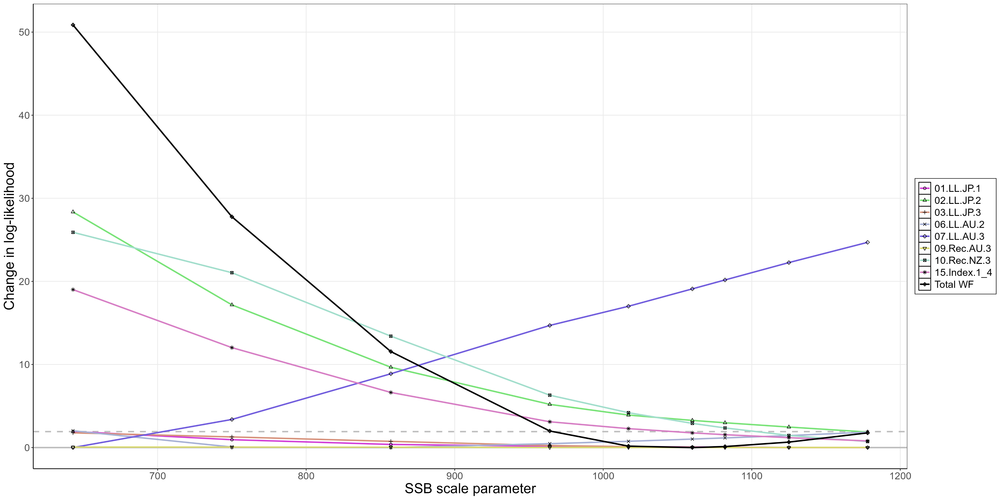 Change in log-likelihood
50
40
30
20
10
0
700
800
900
1000
1100
1200
SSB scale parameter
01.LL.JP.1
02.LL.JP.2
03.LL.JP.3
06.LL.AU.2
07.LL.AU.3
09.Rec.AU.3
10.Rec.NZ.3
15.Index.1_4
Total WF